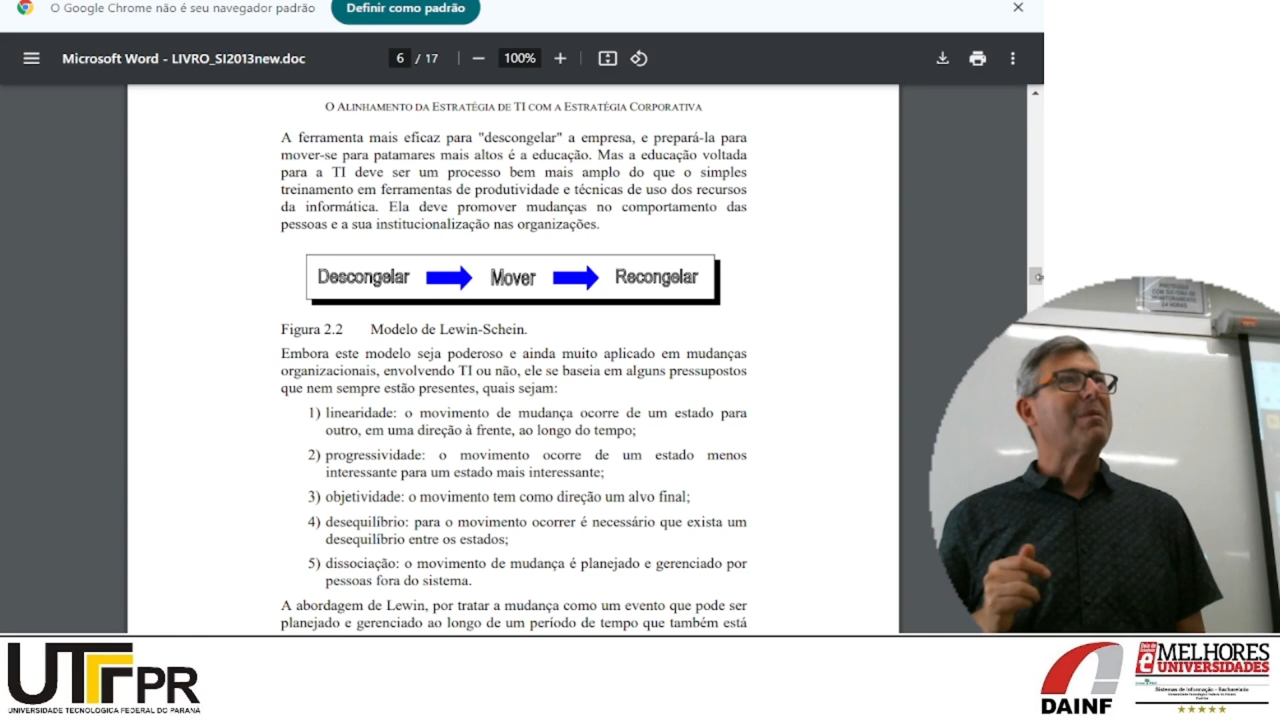 O Google Chrome não é seu navegador padrão
Definir como padrão
Microsoft Word - LIVRO_SI2013new.doc
6 / 17
100%
O ALINHAMENTO DA ESTRATÉGIA DE TI COM A ESTRATÉGIA CORPORATIVA
A ferramenta mais eficaz para "descongelar" a empresa, e prepará-la para
mover-se para patamares mais altos é a educação. Mas a educação voltada
para a TI deve ser um processo bem mais amplo do que o simples
treinamento em ferramentas de produtividade e técnicas de uso dos recursos
da informática. Ela deve promover mudanças no comportamento das
pessoas e a sua institucionalização nas organizações.
Descongelar Mover Recongelar
Figura 2.2 Modelo de Lewin-Schein.
Embora este modelo seja poderoso e ainda muito aplicado em mudanças
organizacionais, envolvendo TI ou não, ele se baseia em alguns pressupostos
que nem sempre estão presentes, quais sejam:
1) linearidade: o movimento de mudança ocorre de um estado para
outro, em uma direção à frente, ao longo do tempo;
2) progressividade: o movimento ocorre de um estado menos
interessante para um estado mais interessante;
3) objetividade: o movimento tem como direção um alvo final;
4) desequilíbrio: para o movimento ocorrer é necessário que exista um
desequilíbrio entre os estados;
5) dissociação: o movimento de mudança é planejado e gerenciado por
pessoas fora do sistema.
A abordagem de Lewin, por tratar a mudança como um evento que pode ser
planejado e gerenciado ao longo de um período de tempo que também está
UTFPR
UNIVERSIDADE TECNOLÓGICA FEDERAL DO PARANÁ
DAINF
MELHORES
UNIVERSIDADES
Sistemas de Informação - Bacharelado